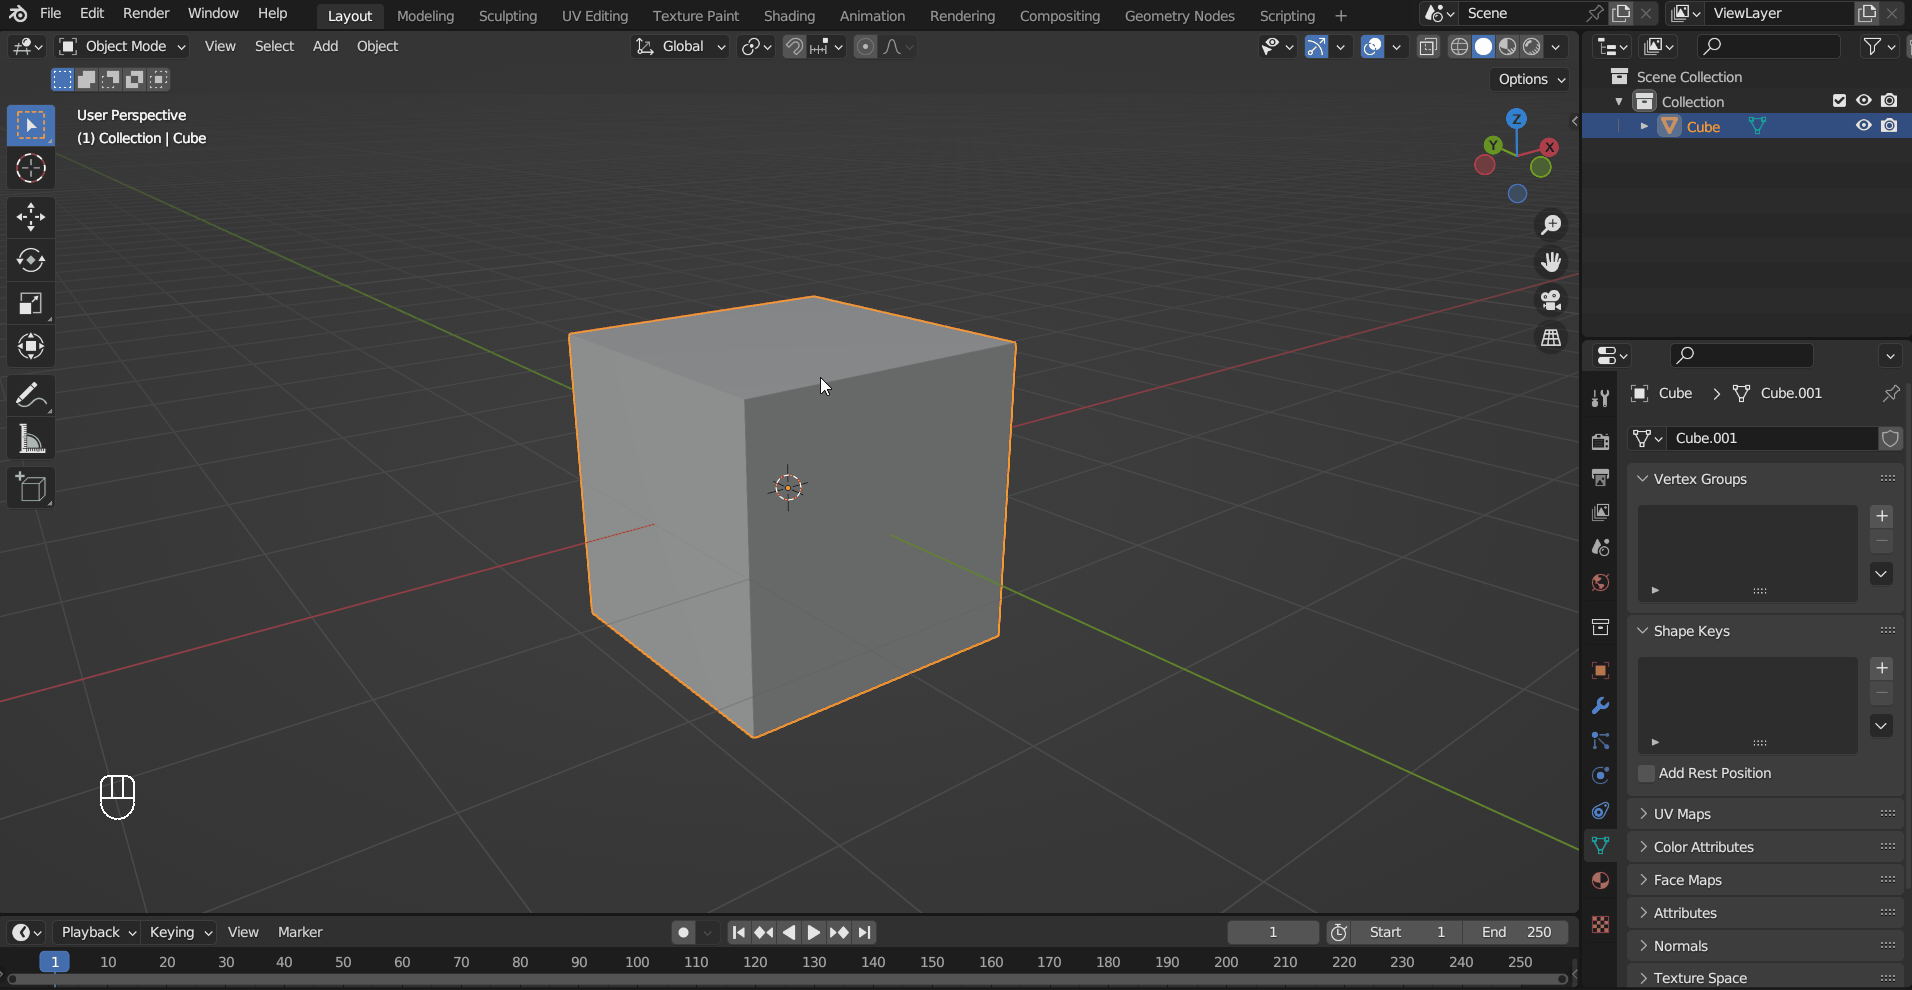 File Edit Render Window Help Layout Modeling Sculpting UV Editing Texture Paint Shading Animation Rendering Compositing Geometry Nodes Scripting + Scene ViewLayer
Object Mode View Select Add Object Global
Options
User Perspective
(1) Collection | Cube
Z
Y
X
Scene Collection
Collection
Cube
Cube > Cube.001
Cube.001
Vertex Groups
Shape Keys
Add Rest Position
UV Maps
Color Attributes
Face Maps
Attributes
Normals
Texture Space
Playback Keying View Marker 1 Start 1 End 250
1 10 20 30 40 50 60 70 80 90 100 110 120 130 140 150 160 170 180 190 200 210 220 230 240 250